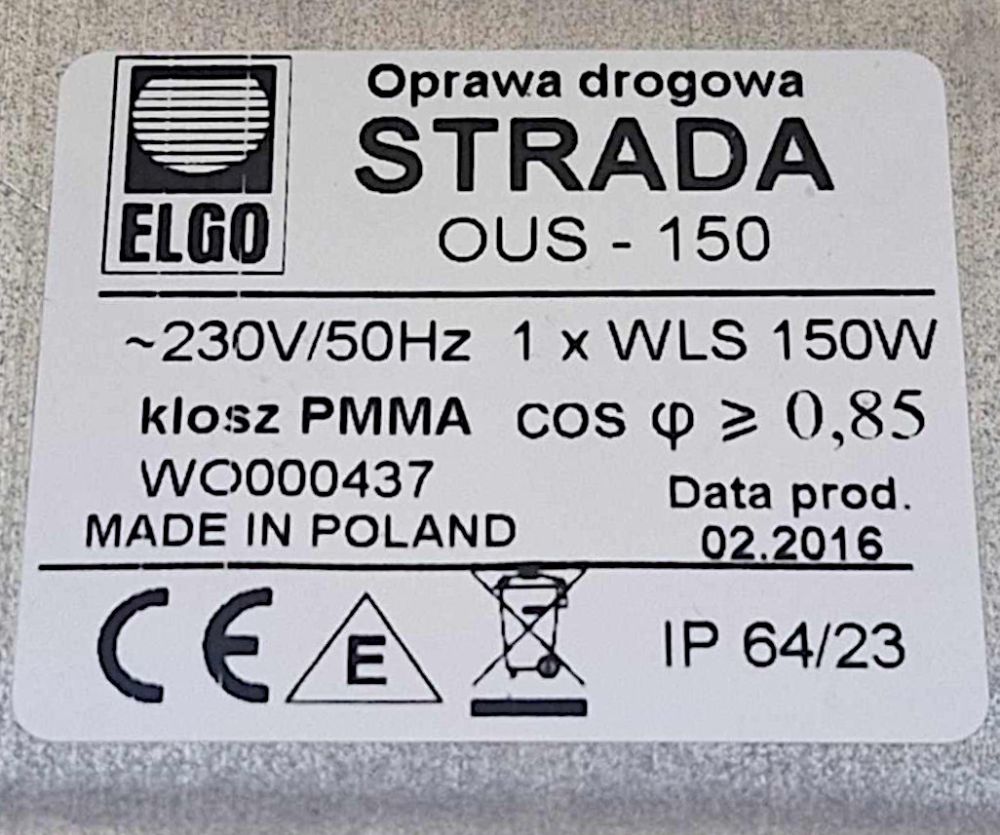 Oprawa drogowa
STRADA
ELGO
OUS - 150
~230V/50Hz 1 x WLS 150W
klosz PMMA cos φ ⩾ 0,85
WO000437
Data prod.
MADE IN POLAND
02.2016
CE E IP 64/23